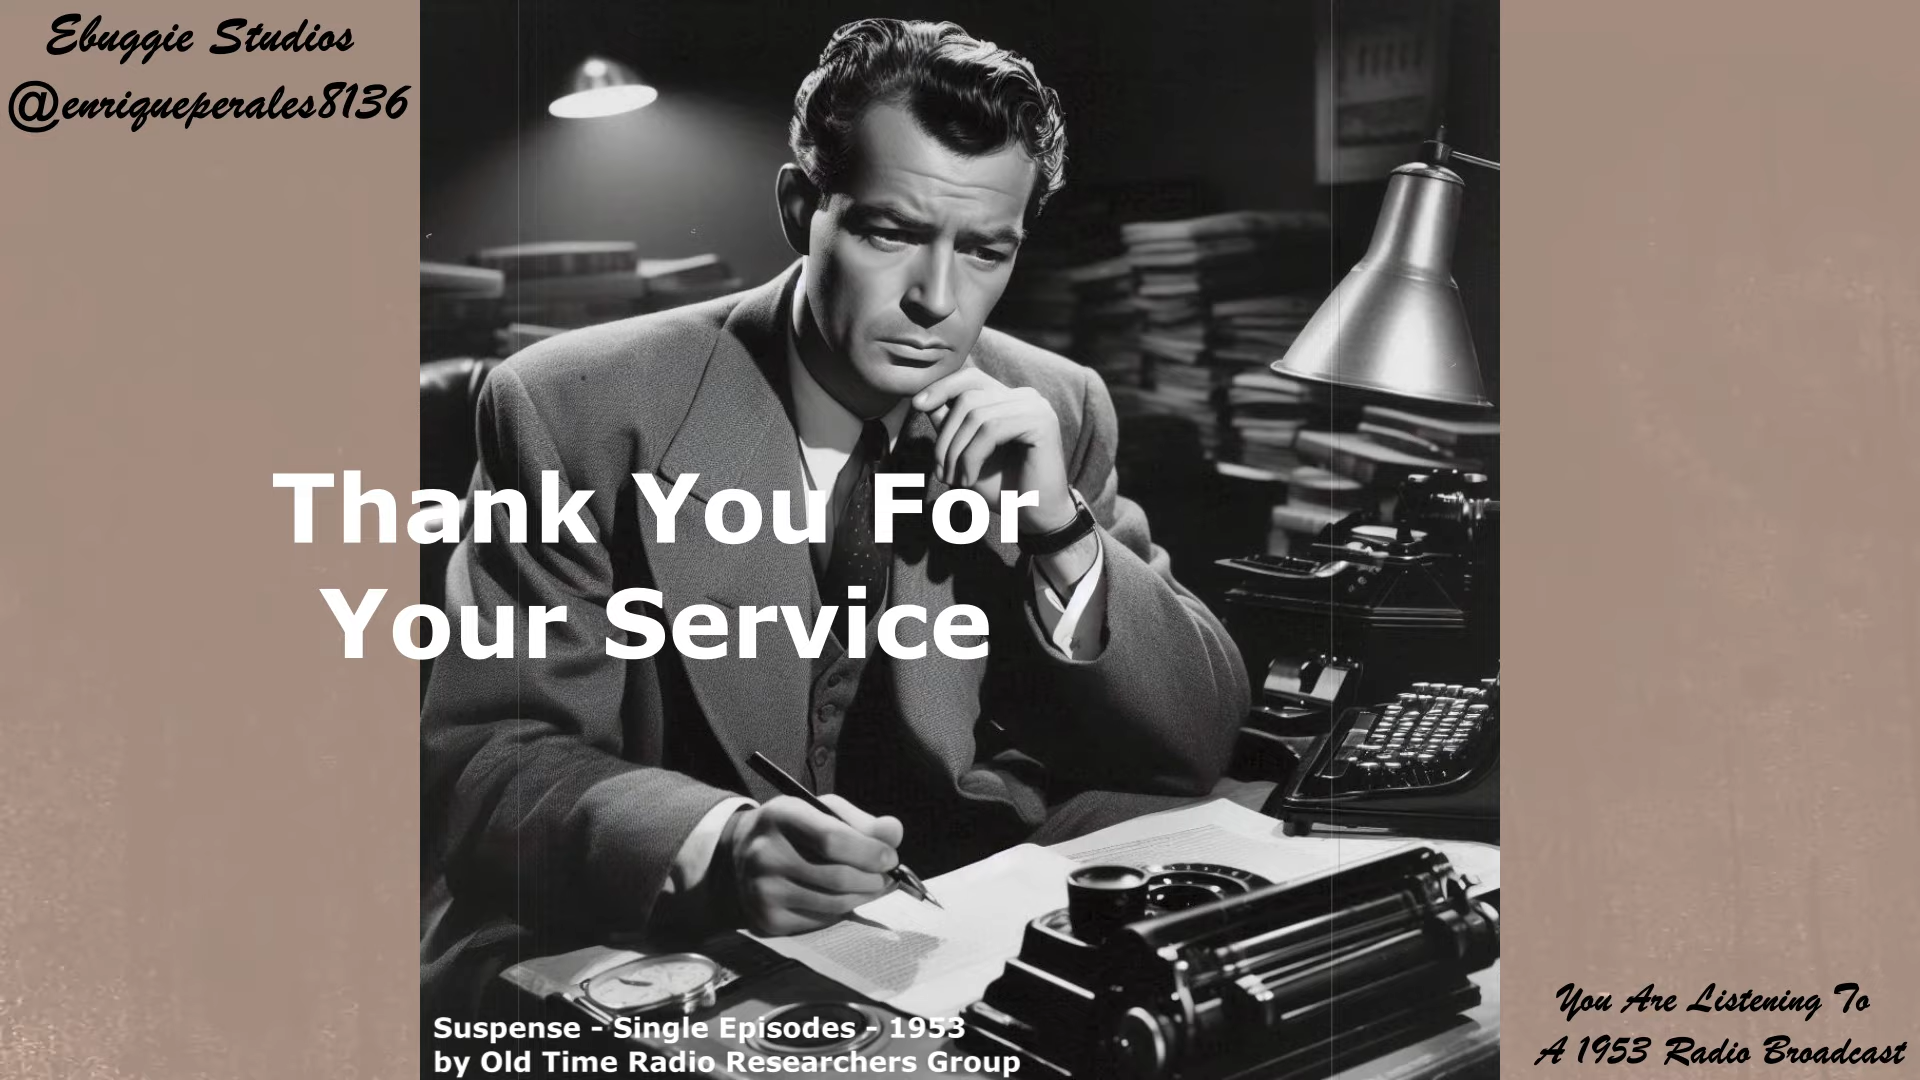 Ebuggie Studios
@enriqueperales8136
Thank You For
Your Service
Suspense - Single Episodes - 1953
by Old Time Radio Researchers Group
You Are Listening To
A 1953 Radio Broadcast